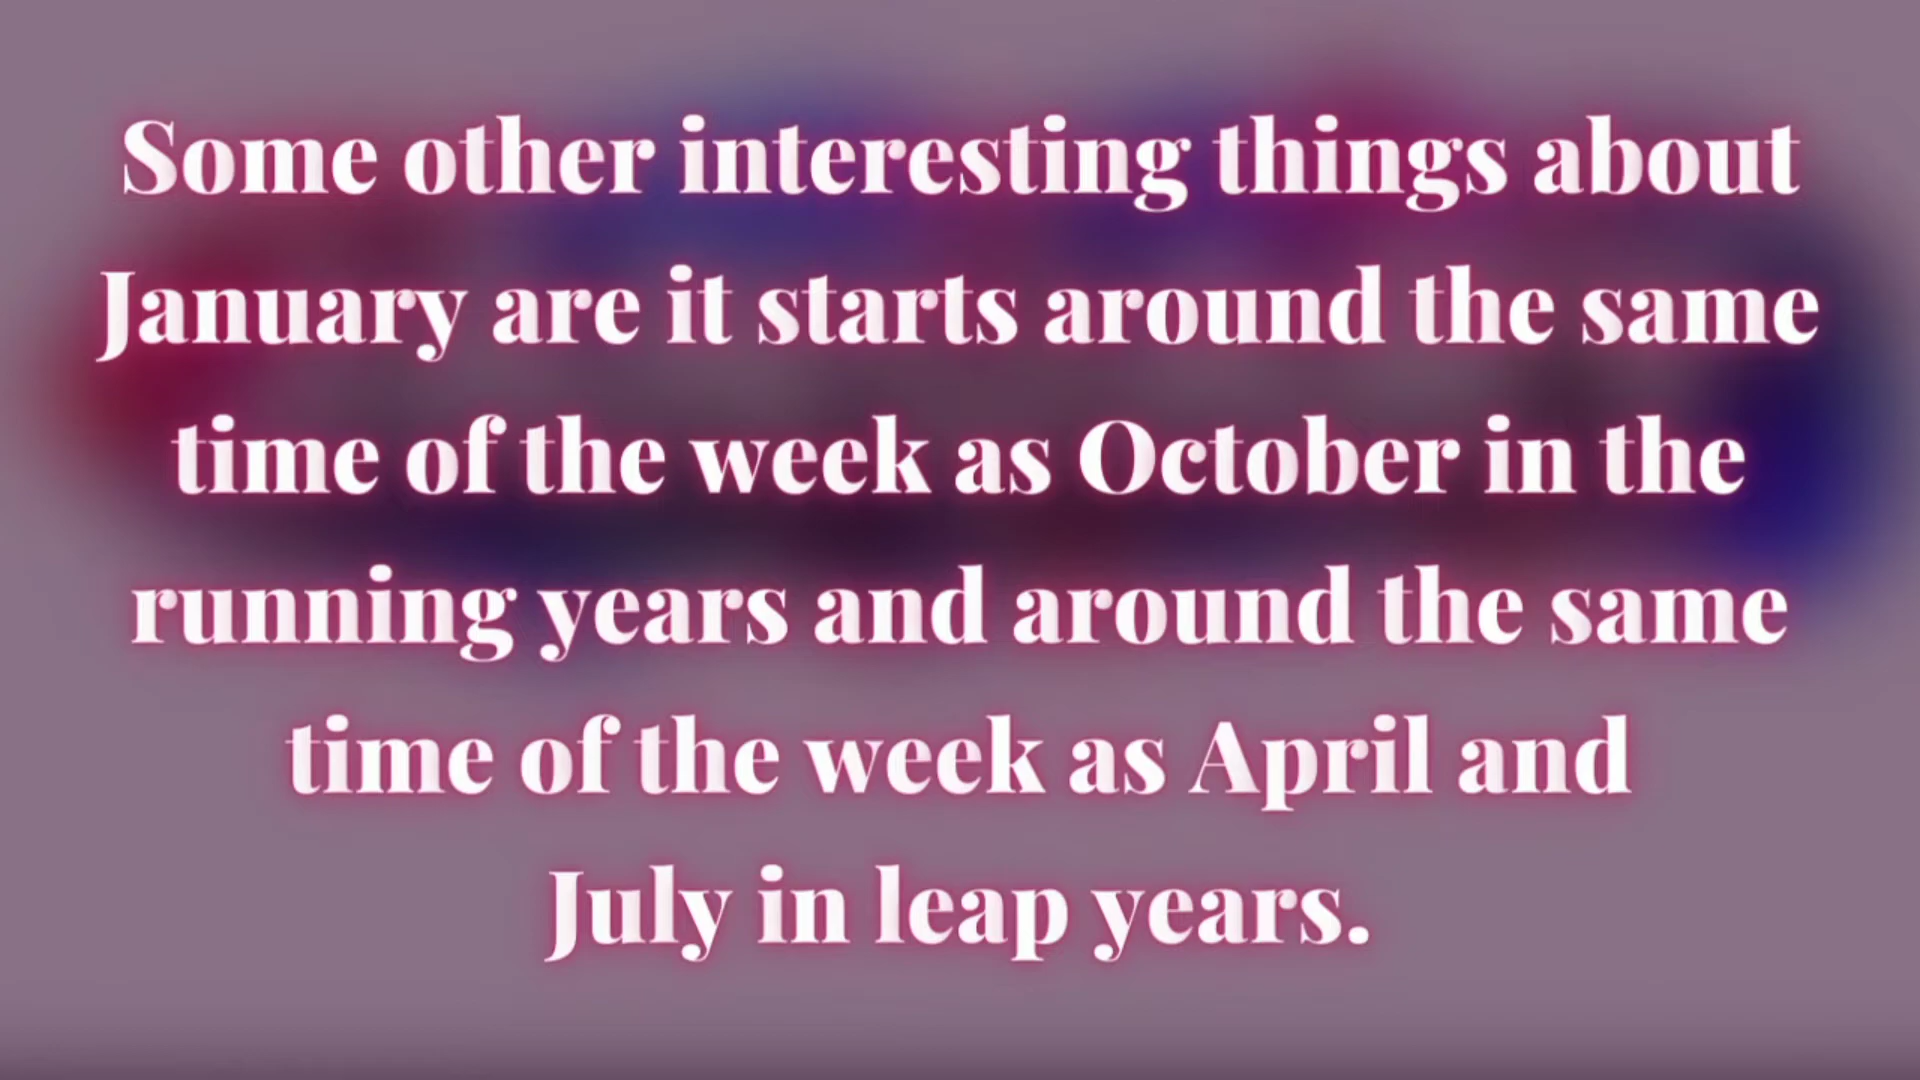 Some other interesting things about
January are it starts around the same
time of the week as October in the
running years and around the same
time of the week as April and
July in leap years.